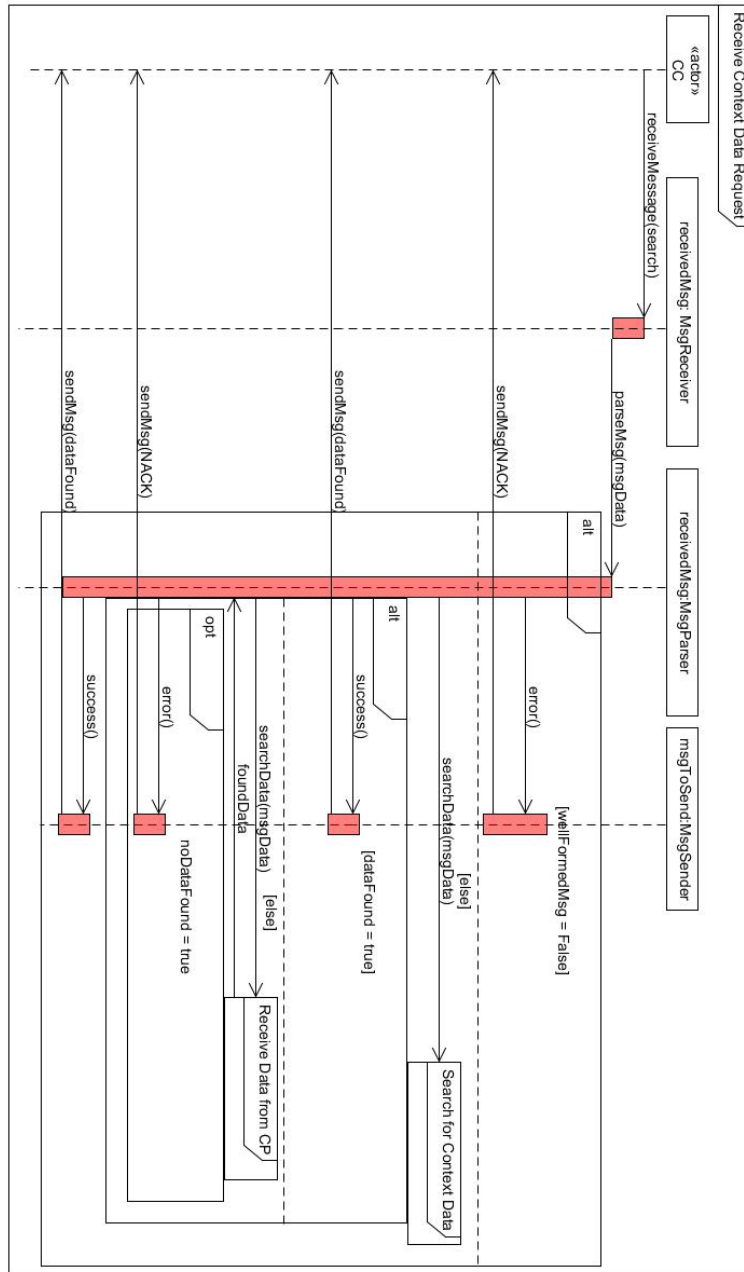 Receive Context Data Request
«actor»
CC
receivedMsg: MsgReceiver
receivedMsg:MsgParser
msgToSend:MsgSender
receiveMessage(search)
parseMsg(msgData)
alt
[wellFormedMsg = False]
error()
sendMsg(NACK)
[else]
searchData(msgData)
Search for Context Data
alt
[dataFound = true]
success()
sendMsg(dataFound)
[else]
searchData(msgData)
Receive Data from CP
foundData
opt
noDataFound = true
error()
sendMsg(NACK)
success()
sendMsg(dataFound)